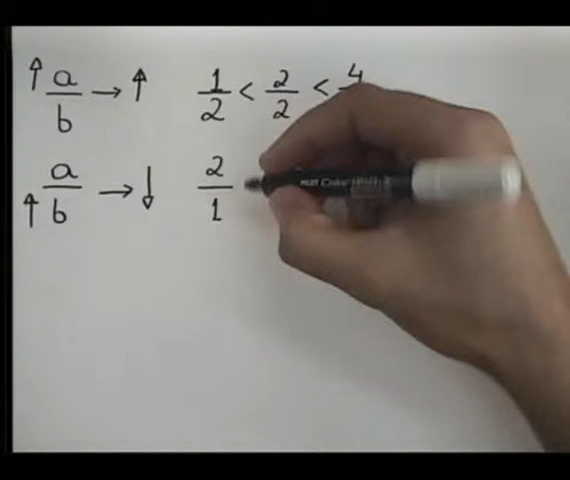 ↑a/b → ↑ 1/2 < 2/2 < 4
a/↑b → ↓ 2/1